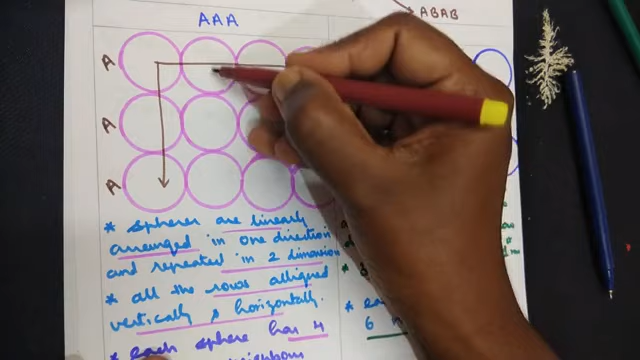 AAA
ABAB
A
A
A
* Spheres are linearly
arranged in one direction
and repeated in 2 dimension
* all the rows alligned
vertically & horizontally.
* Each sphere has 4
6